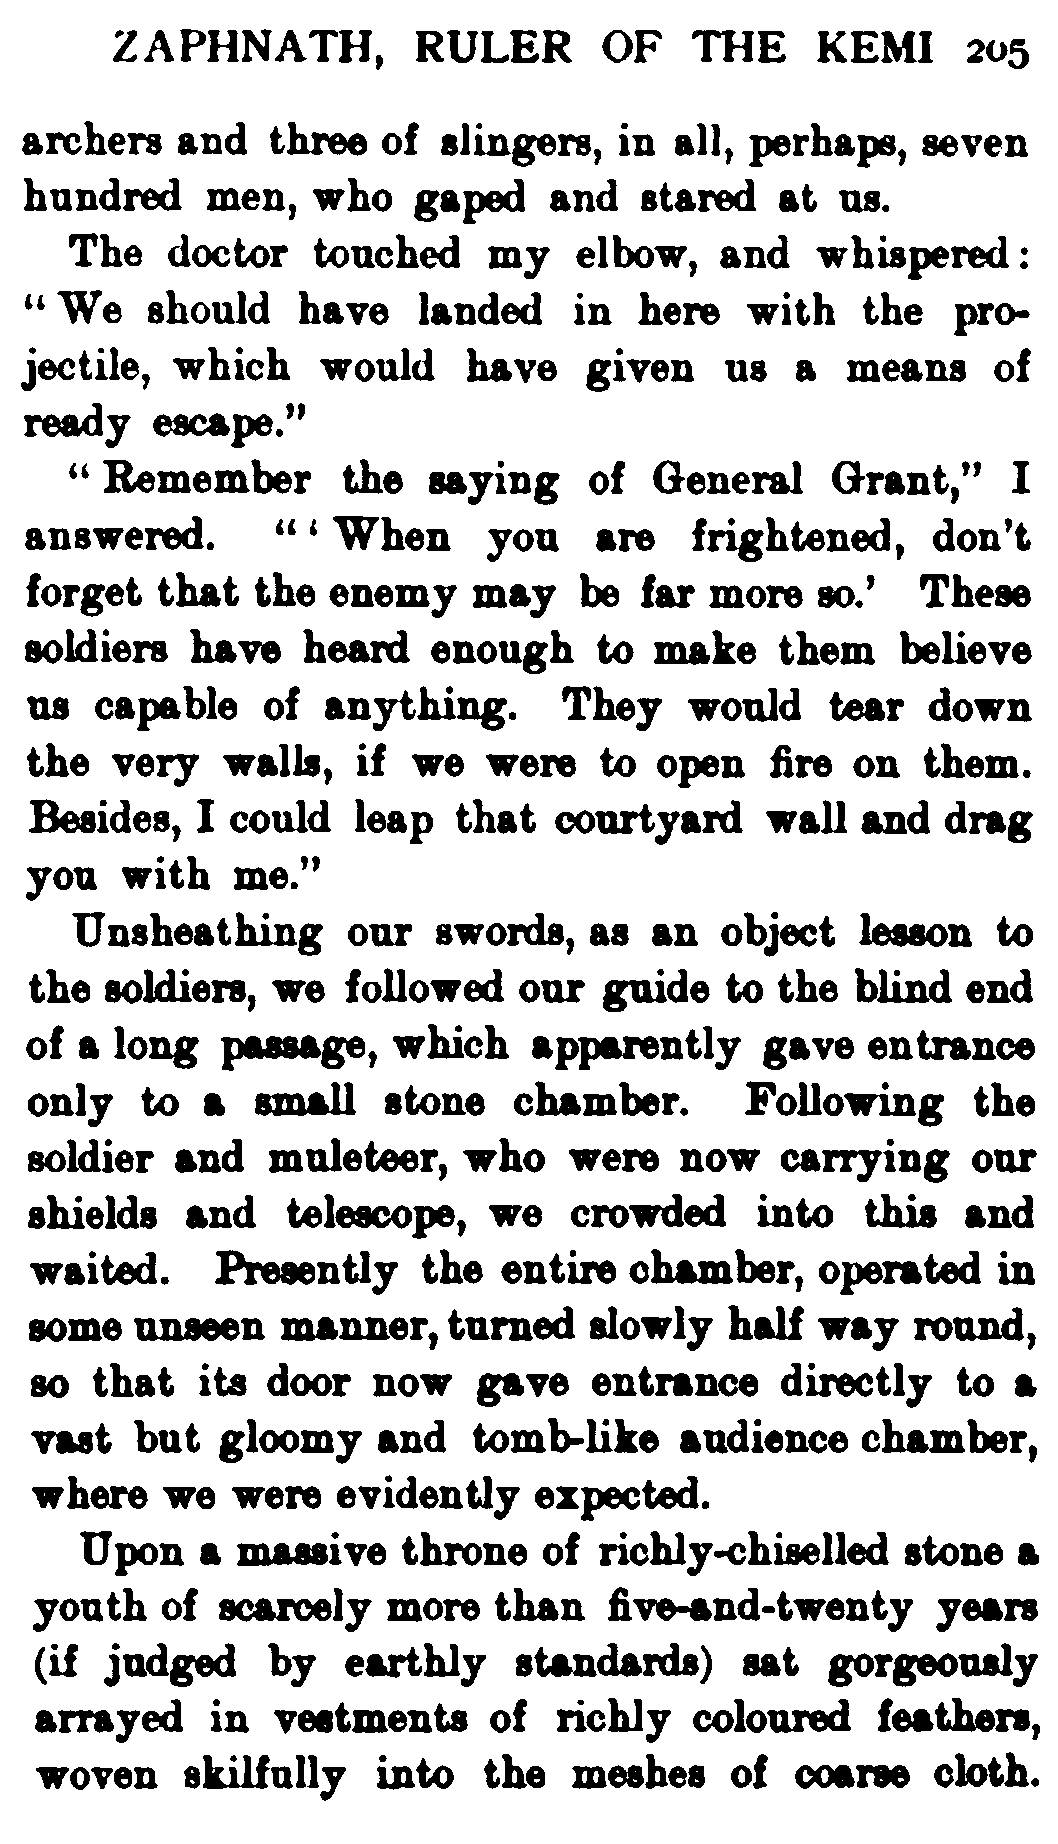 ZAPHNATH, RULER OF THE KEMI 205
archers and three of slingers, in all, perhaps, seven
hundred men, who gaped and stared at us.
The doctor touched my elbow, and whispered:
“We should have landed in here with the pro-
jectile, which would have given us a means of
ready escape.”
“Remember the saying of General Grant,” I
answered. “‘When you are frightened, don't
forget that the enemy may be far more so.’ These
soldiers have heard enough to make them believe
us capable of anything. They would tear down
the very walls, if we were to open fire on them.
Besides, I could leap that courtyard wall and drag
you with me.”
Unsheathing our swords, as an object lesson to
the soldiers, we followed our guide to the blind end
of a long passage, which apparently gave entrance
only to a small stone chamber. Following the
soldier and muleteer, who were now carrying our
shields and telescope, we crowded into this and
waited. Presently the entire chamber, operated in
some unseen manner, turned slowly half way round,
so that its door now gave entrance directly to a
vast but gloomy and tomb-like audience chamber,
where we were evidently expected.
Upon a massive throne of richly-chiselled stone a
youth of scarcely more than five-and-twenty years
(if judged by earthly standards) sat gorgeously
arrayed in vestments of richly coloured feathers,
woven skilfully into the meshes of coarse cloth.